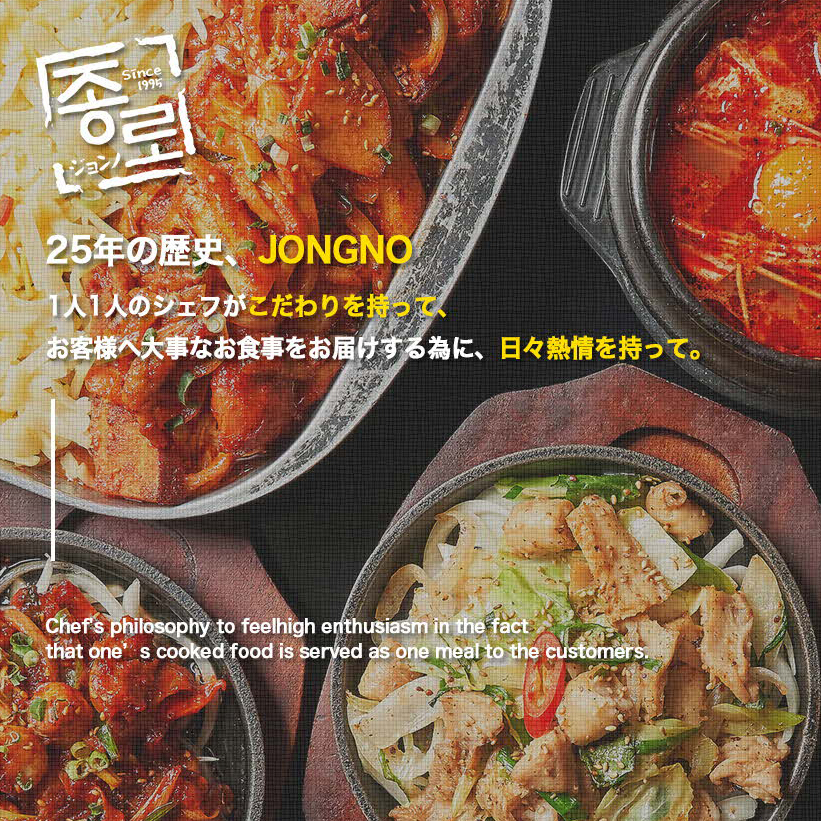 종로
Since
1995
ジョンノ
25年の歴史、JONGNO
1人1人のシェフがこだわりを持って、
お客様へ大事なお食事をお届けする為に、日々熱情を持って。
Chef's philosophy to feelhigh enthusiasm in the fact
that one’s cooked food is served as one meal to the customers.